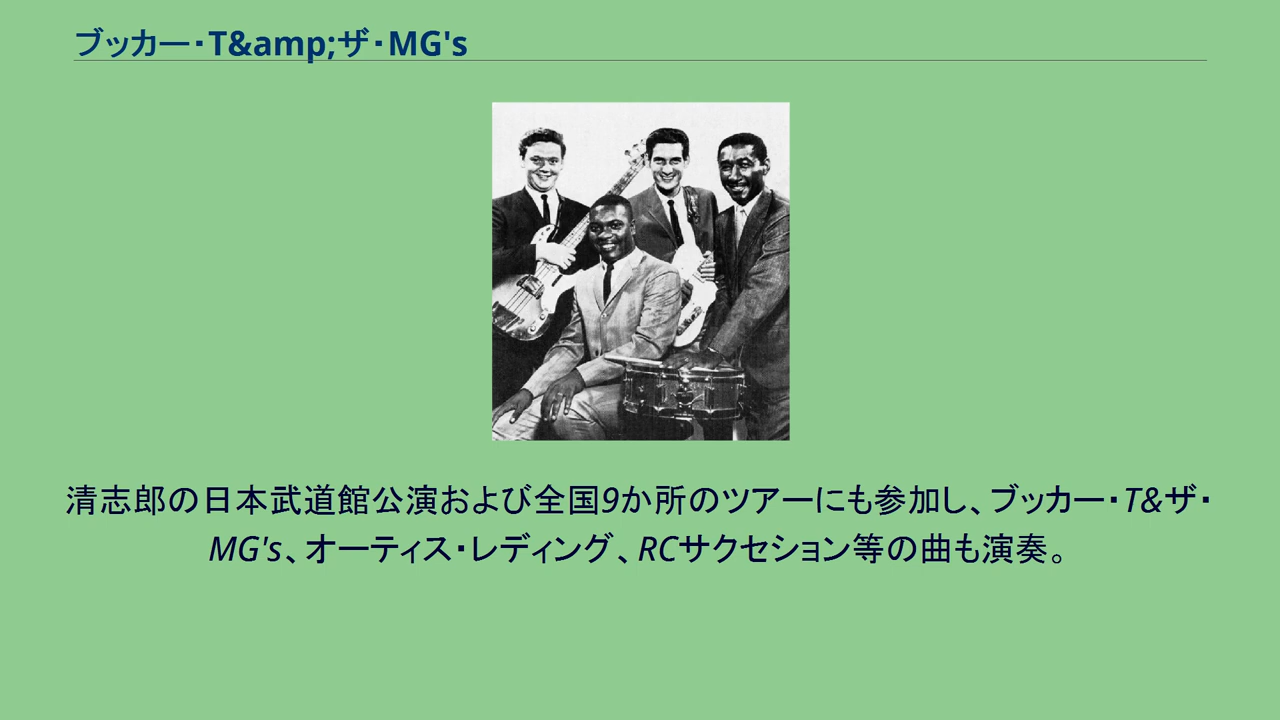 ブッカー・T&amp;ザ・MG's
清志郎の日本武道館公演および全国9か所のツアーにも参加し、ブッカー・T&ザ・
MG's、オーティス・レディング、RCサクセション等の曲も演奏。